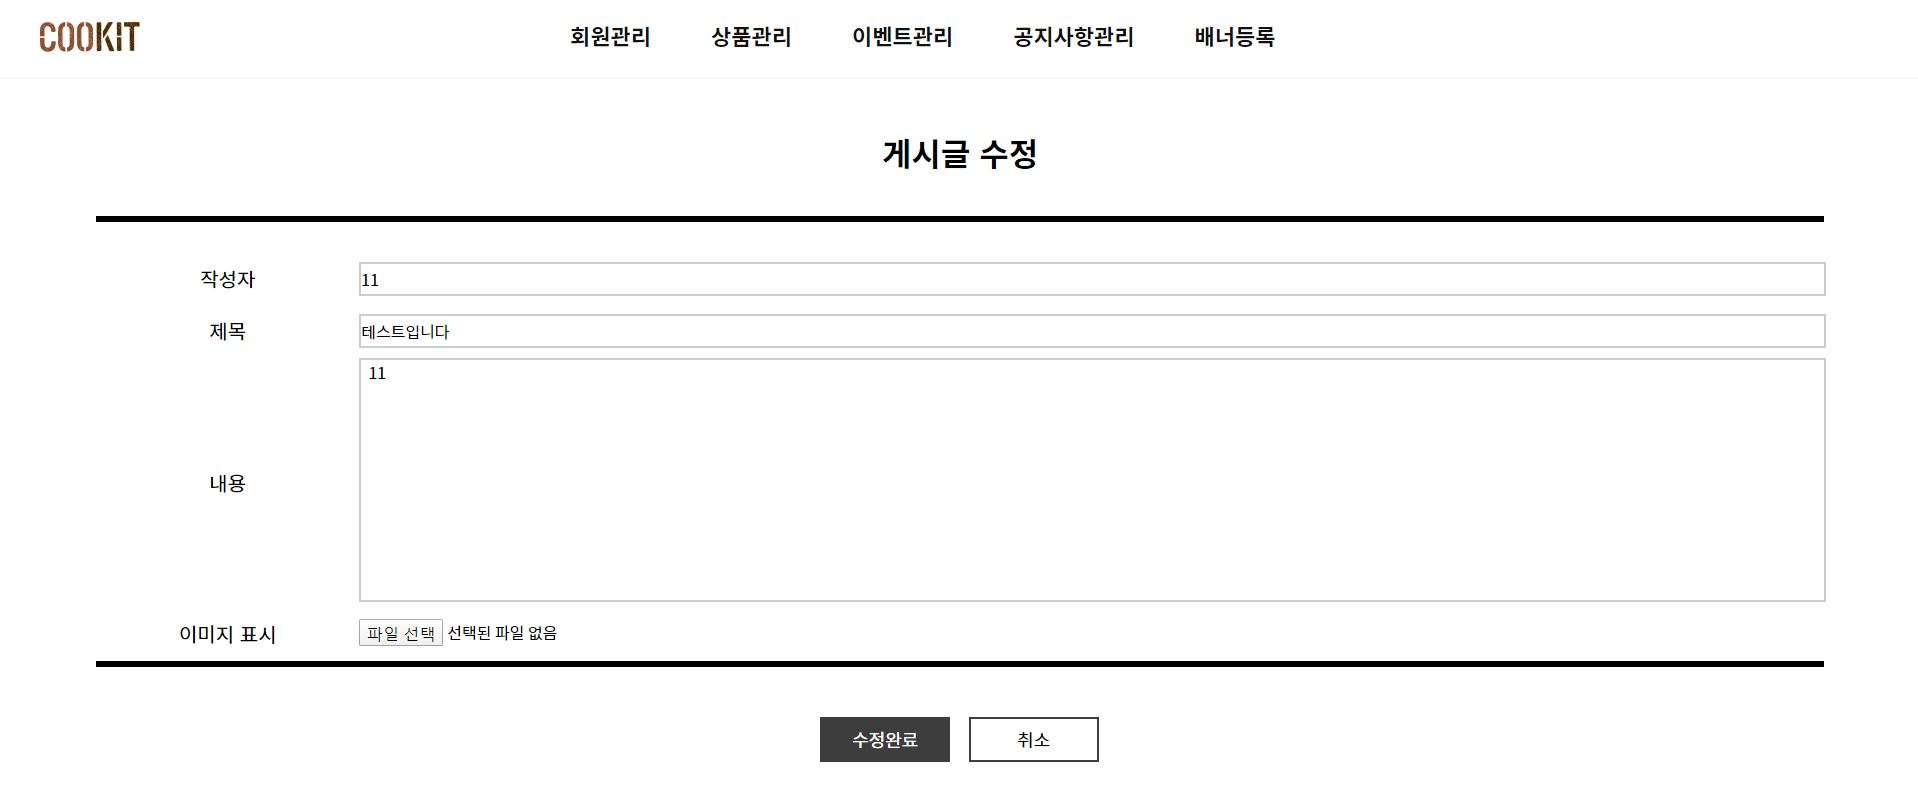 COOKIT 회원관리 상품관리 이벤트관리 공지사항관리 배너등록
게시글 수정
작성자 11
제목 테스트입니다
내용 11
이미지 표시 파일 선택 선택된 파일 없음
수정완료 취소